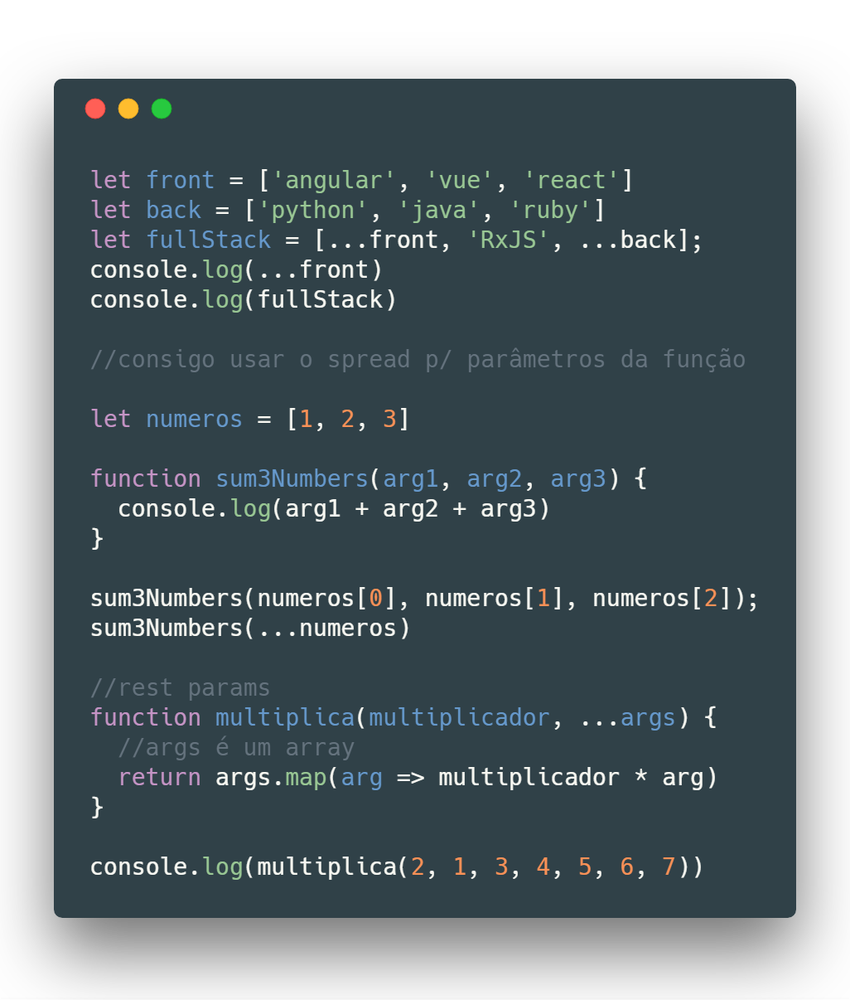 let front = ['angular', 'vue', 'react']
let back = ['python', 'java', 'ruby']
let fullStack = [...front, 'RxJS', ...back];
console.log(...front)
console.log(fullStack)
//consigo usar o spread p/ parâmetros da função
let numeros = [1, 2, 3]
function sum3Numbers(arg1, arg2, arg3) {
  console.log(arg1 + arg2 + arg3)
}
sum3Numbers(numeros[0], numeros[1], numeros[2]);
sum3Numbers(...numeros)
//rest params
function multiplica(multiplicador, ...args) {
  //args é um array
  return args.map(arg => multiplicador * arg)
}
console.log(multiplica(2, 1, 3, 4, 5, 6, 7))